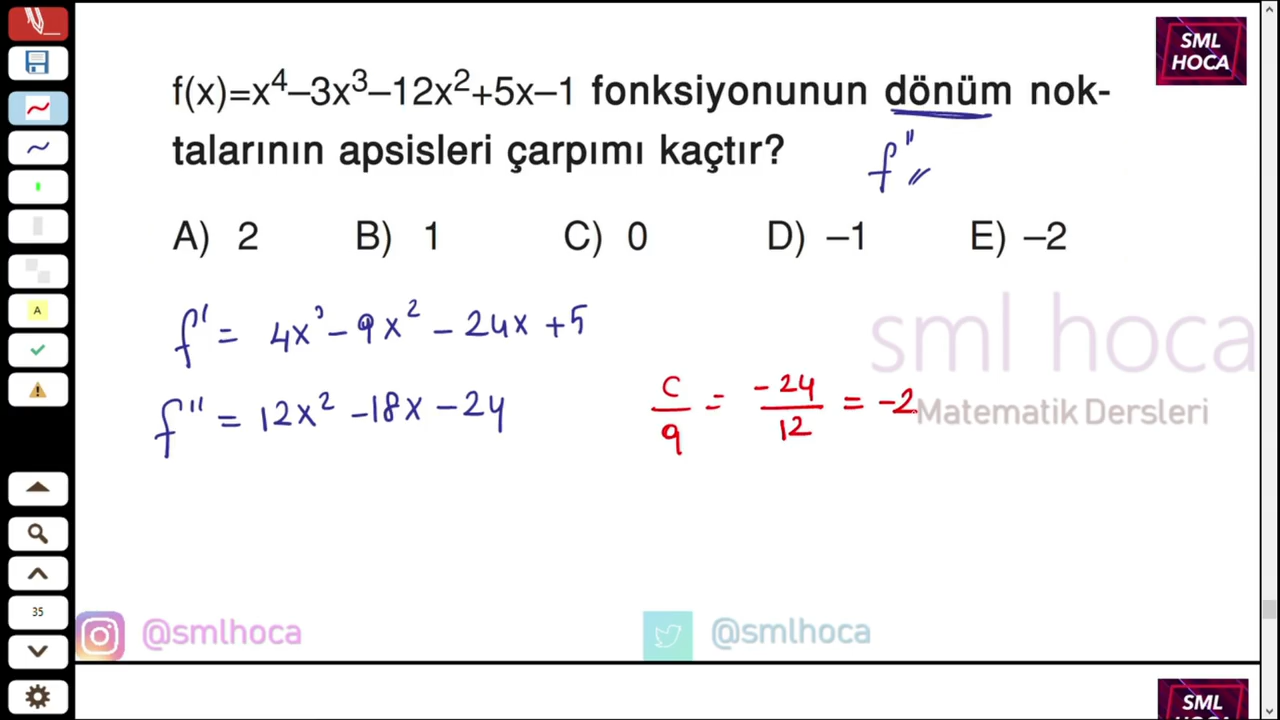 SML
HOCA
f(x)=x⁴–3x³–12x²+5x–1 fonksiyonunun dönüm nok-
talarının apsisleri çarpımı kaçtır?
f''
A) 2 B) 1 C) 0 D) –1 E) –2
f' = 4x³ - 9x² - 24x + 5
sml hoca
f'' = 12x² - 18x - 24
c/a = -24/12 = -2
Matematik Dersleri
A
35
@smlhoca @smlhoca
SML